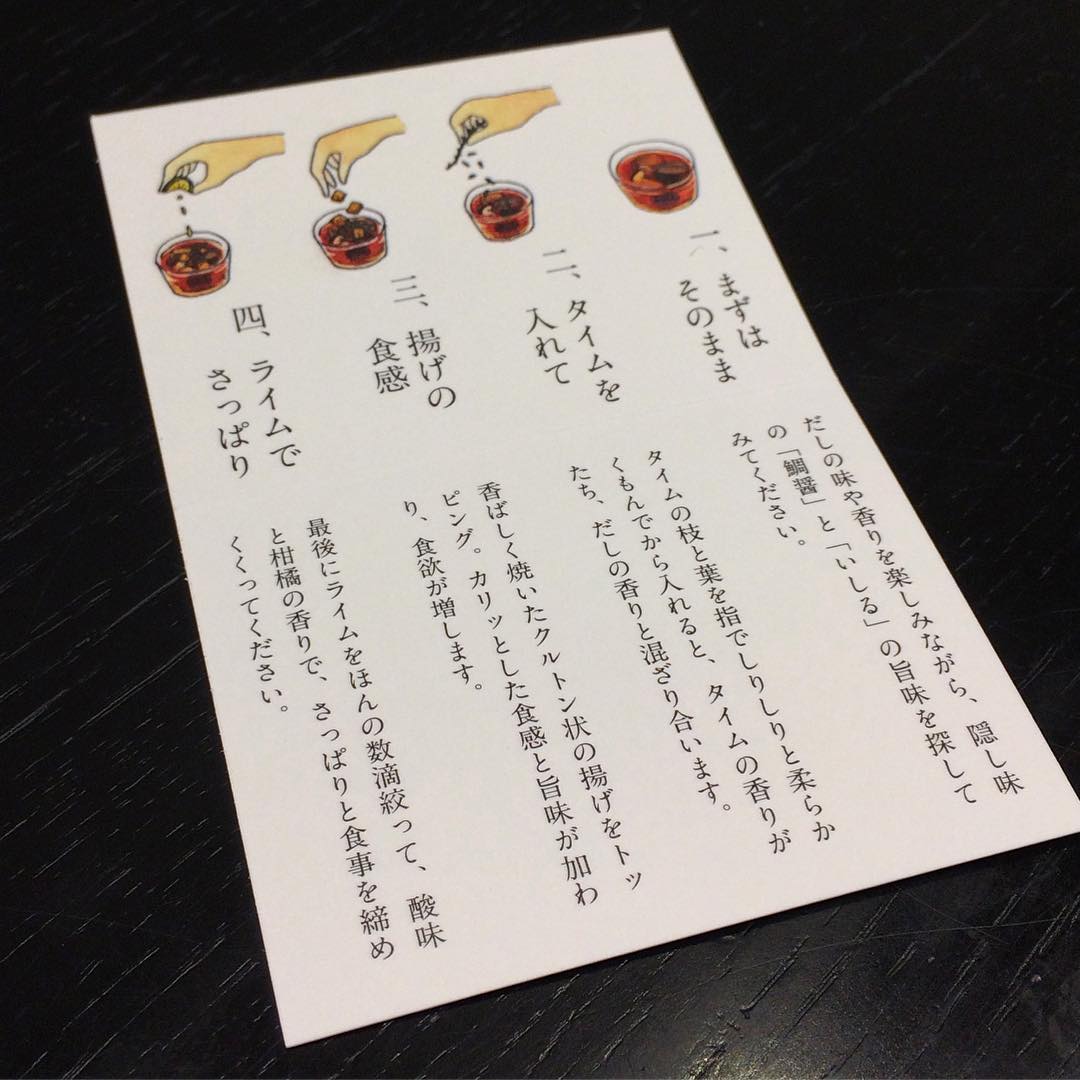 一、まずは
そのまま
だしの味や香りを楽しみながら、隠し味
の「鯛醤」と「いしる」の旨味を探して
みてください。
二、タイムを
入れて
タイムの枝と葉を指でしりしりと柔らか
くもんでから入れると、タイムの香りが
たち、だしの香りと混ざり合います。
三、揚げの
食感
香ばしく焼いたクルトン状の揚げをトッ
ピング。カリッとした食感と旨味が加わ
り、食欲が増します。
四、ライムで
さっぱり
最後にライムをほんの数滴絞って、酸味
と柑橘の香りで、さっぱりと食事を締め
くくってください。